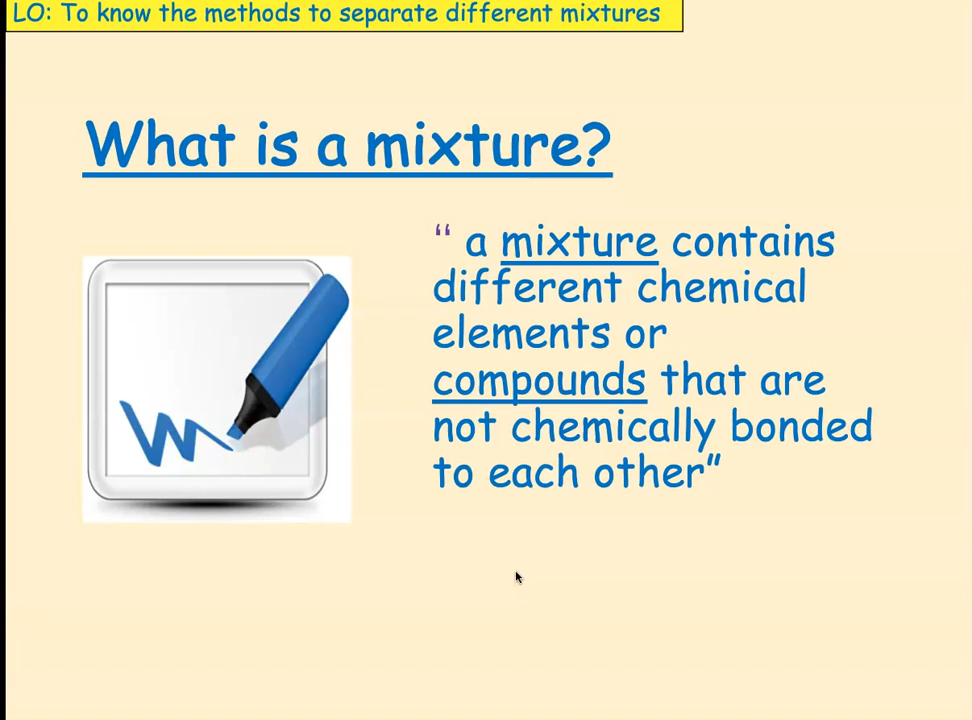 LO: To know the methods to separate different mixtures
What is a mixture?
“ a mixture contains
different chemical
elements or
compounds that are
not chemically bonded
to each other”